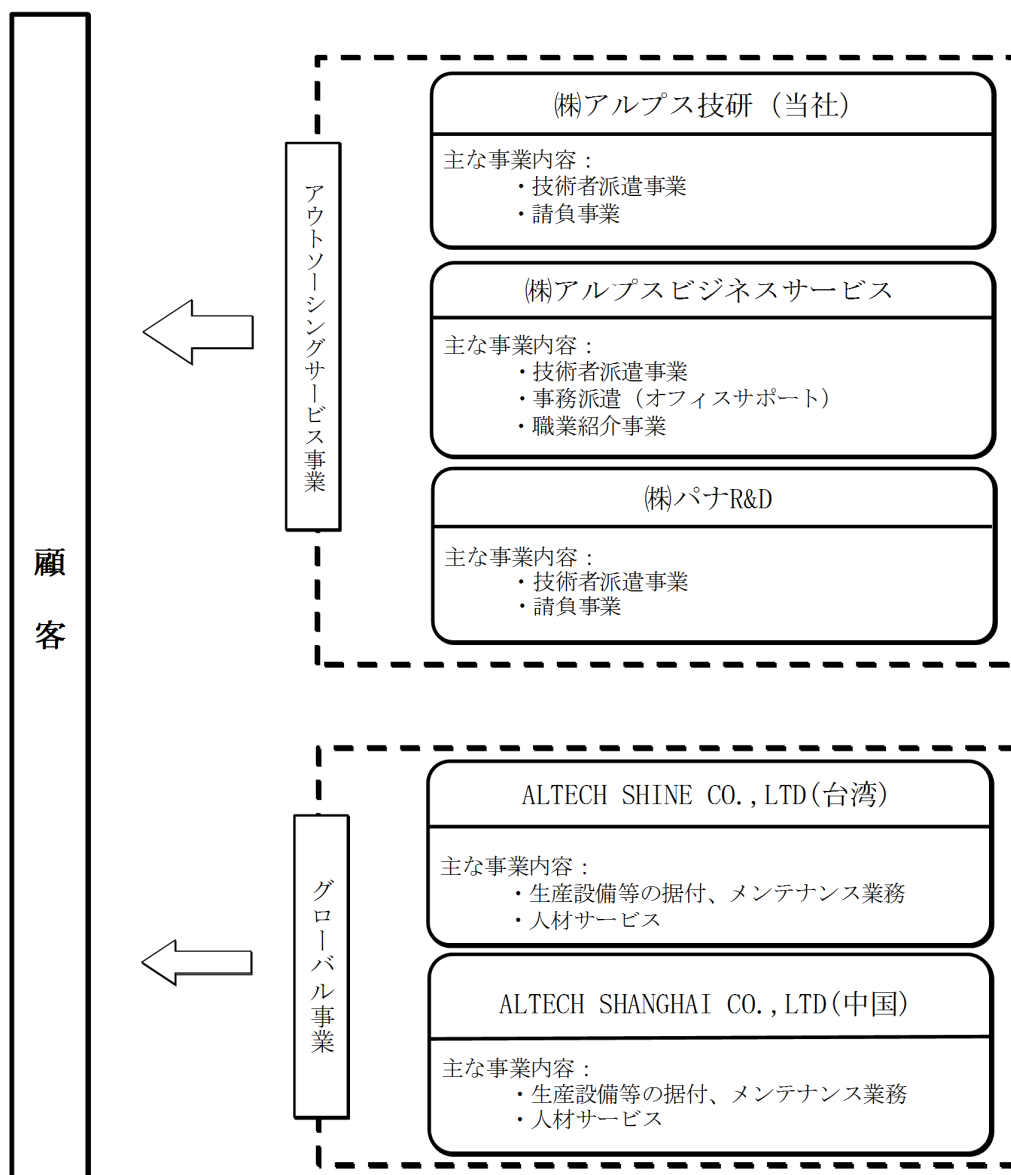 顧客
アウトソーシングサービス事業
㈱アルプス技研（当社）
主な事業内容：
・技術者派遣事業
・請負事業
㈱アルプスビジネスサービス
主な事業内容：
・技術者派遣事業
・事務派遣（オフィスサポート）
・職業紹介事業
㈱パナR&D
主な事業内容：
・技術者派遣事業
・請負事業
グローバル事業
ALTECH SHINE CO.,LTD(台湾)
主な事業内容：
・生産設備等の据付、メンテナンス業務
・人材サービス
ALTECH SHANGHAI CO.,LTD(中国)
主な事業内容：
・生産設備等の据付、メンテナンス業務
・人材サービス